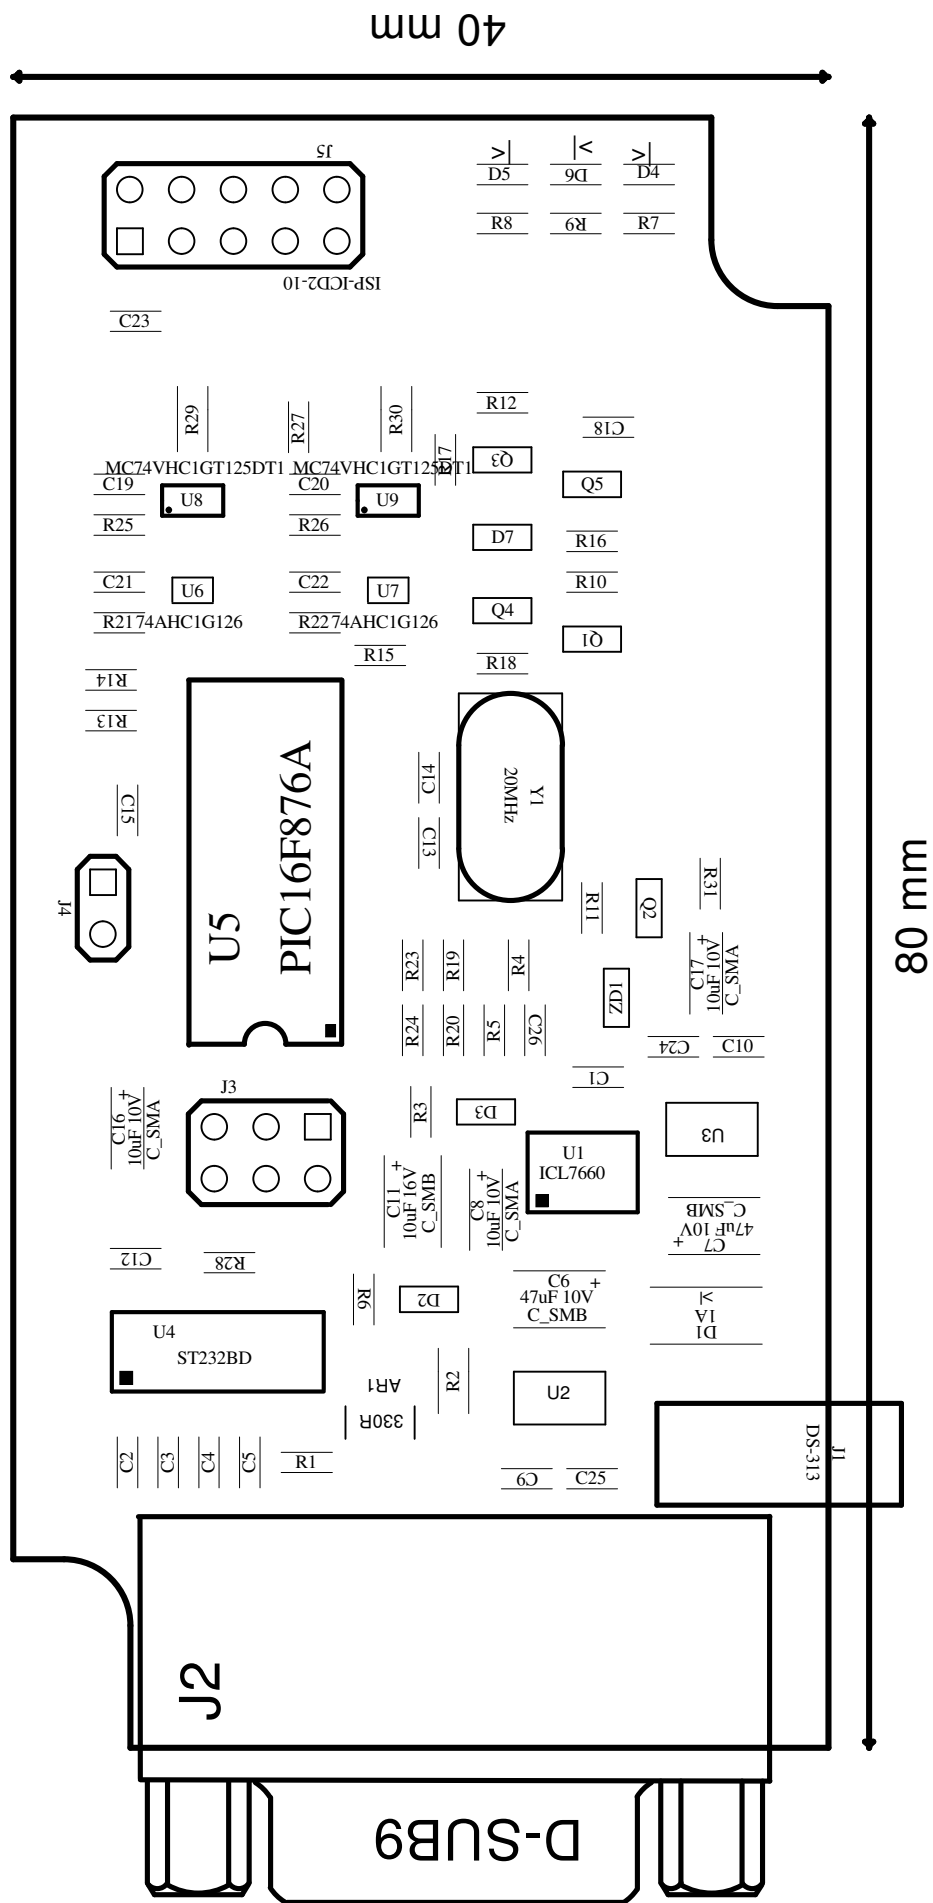 40 mm
J5
D5
D6
D4
R8
R9
R7
ISP-ICD2-10
C23
R29
R27
R30
R12
C18
R17
Q3
MC74VHC1GT125DT1
MC74VHC1GT125DT1
C19
C20
U8
U9
Q5
R25
R26
D7
R16
C21
C22
U6
U7
R10
Q4
R21
74AHC1G126
R22
74AHC1G126
Q1
R15
R18
R14
R13
C14
Y1
20MHz
C15
C13
U5
PIC16F876A
J4
R31
R11
Q2
80 mm
R23
R19
R4
C17 +
10uF 10V
C_SMA
ZD1
R24
R20
R5
C26
C24
C10
C1
J3
C16 +
10uF 10V
C_SMA
R3
D3
U3
U1
ICL7660
C11 +
10uF 16V
C_SMB
C8 +
10uF 10V
C_SMA
C7 +
47uF 10V
C_SMB
C12
R28
C6 +
47uF 10V
C_SMB
R6
D2
D1
1A
U4
ST232BD
AR1
330R
R2
U2
J1
DS-313
C2
C3
C4
C5
R1
C9
C25
J2
D-SUB9